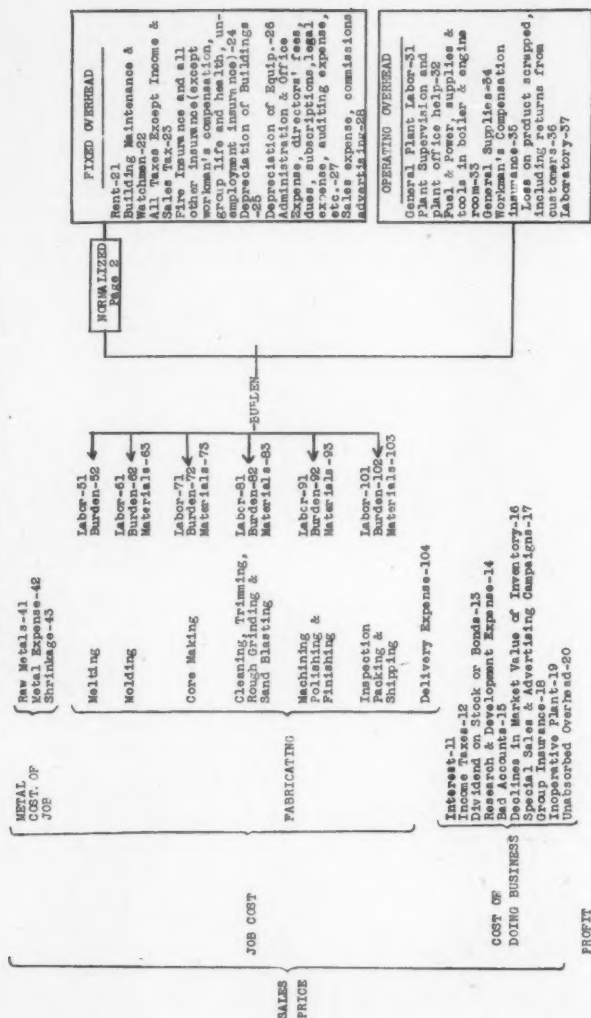 SALES
PRICE
JOB COST
COST OF
DOING BUSINESS
PROFIT
METAL
COST OF
JOB
FABRICATING
Raw Metals-41
Metal Expense-42
Shrinkage-43
Melting
Labor-51
Burden-52
Molding
Labor-61
Burden-62
Materials-63
Core Making
Labor-71
Burden-72
Materials-73
Cleaning, Trimming,
Rough Grinding &
Sand Blasting
Labor-81
Burden-82
Materials-83
Machining
Polishing &
Finishing
Labor-91
Burden-92
Materials-93
Inspection
Packing &
Shipping
Labor-101
Burden-102
Materials-103
Delivery Expense-104
Interest-11
Income Taxes-12
Dividend on Stock or Bonds-13
Research & Development Expense-14
Bad Accounts-15
Declines in Market Value of Inventory-16
Special Sales & Advertising Campaigns-17
Group Insurance-18
Inoperative Plant-19
Unabsorbed Overhead-20
BURDEN
NORMALIZED
Page 2
FIXED OVERHEAD
Rent-21
Building Maintenance &
Watchmen-22
All Taxes Except Income &
Sales Tax-23
Fire Insurance and all
other insurance(except
workman's compensation,
group life and health, un-
employment insurance)-24
Depreciation of Buildings
-25
Depreciation of Equip.-26
Administration & Office
Expense, directors' fees,
dues, subscriptions,legal
expense, auditing expense,
etc.-27
Sales expense, commissions
advertising-28
OPERATING OVERHEAD
General Plant Labor-31
Plant Supervision and
plant office help-32
Fuel & Power, supplies &
tools in boiler & engine
room-33
General Supplies-34
Workman's Compensation
insurance-35
Loss on product scrapped,
including returns from
customers-36
Laboratory-37